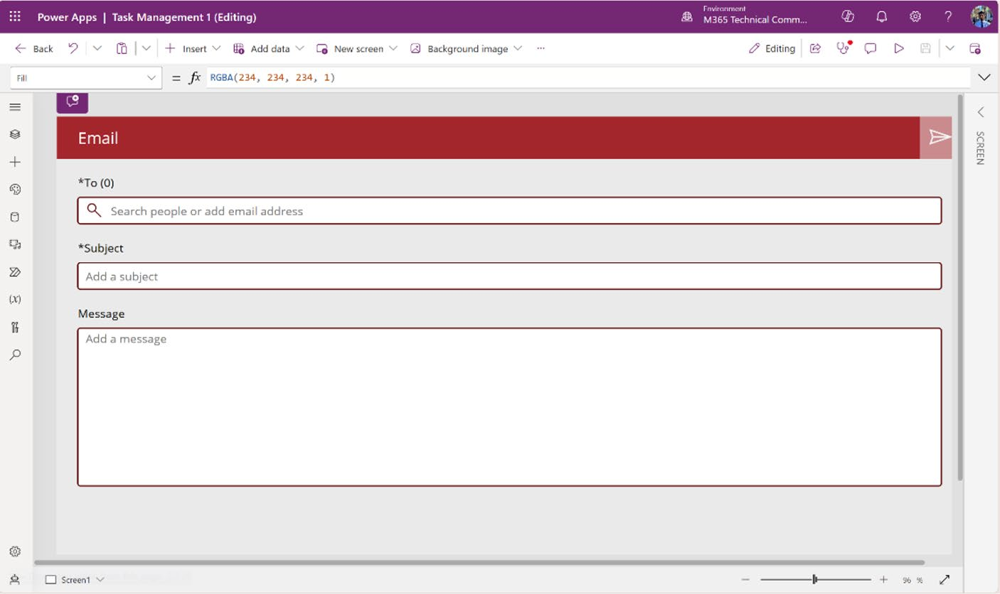 Power Apps | Task Management 1 (Editing)
Environment
M365 Technical Comm...
?
Back
Insert
Add data
New screen
Background image
...
Editing
Fill
= fx RGBA(234, 234, 234, 1)
Email
*To (0)
Search people or add email address
*Subject
Add a subject
Message
Add a message
SCREEN
(x)
Screen1
96 %